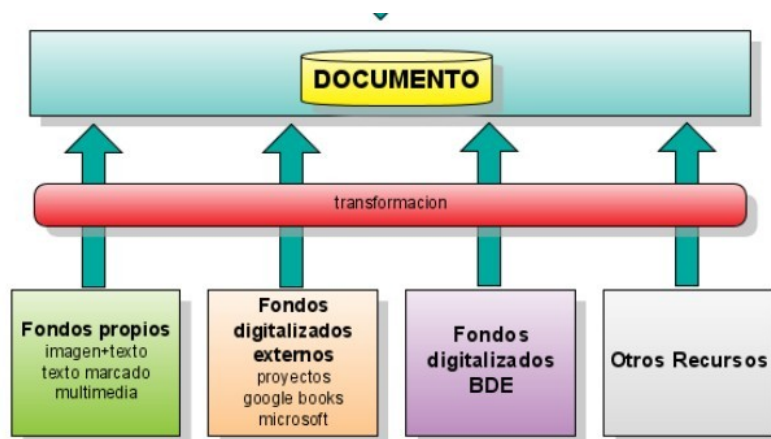 DOCUMENTO
transformacion
Fondos propios
imagen+texto
texto marcado
multimedia
Fondos
digitalizados
externos
proyectos
google books
microsoft
Fondos
digitalizados
BDE
Otros Recursos